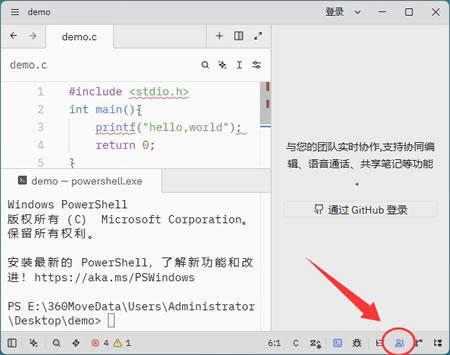 demo
登录
demo.c
demo.c
1 #include <stdio.h>
2 int main(){
3 printf("hello,world");
4 return 0;
5 }
demo — powershell.exe
Windows PowerShell
版权所有 (C) Microsoft Corporation。
保留所有权利。
安装最新的 PowerShell，了解新功能和改
进！https://aka.ms/PSWindows
PS E:\360MoveData\Users\Administrator
\Desktop\demo>
与您的团队实时协作,支持协同编
辑、语音通话、共享笔记等功能
。
通过 GitHub 登录
4 1 6:1 C